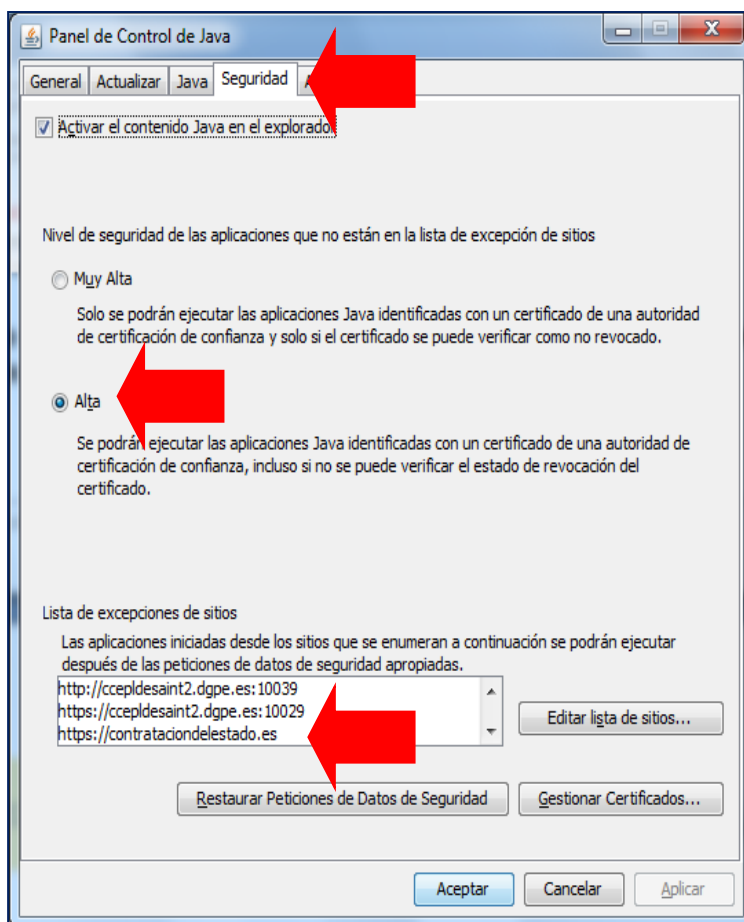 Panel de Control de Java
General Actualizar Java Seguridad
Activar el contenido Java en el explorador
Nivel de seguridad de las aplicaciones que no están en la lista de excepción de sitios
Muy Alta
Solo se podrán ejecutar las aplicaciones Java identificadas con un certificado de una autoridad
de certificación de confianza y solo si el certificado se puede verificar como no revocado.
Alta
Se podrán ejecutar las aplicaciones Java identificadas con un certificado de una autoridad de
certificación de confianza, incluso si no se puede verificar el estado de revocación del
certificado.
Lista de excepciones de sitios
Las aplicaciones iniciadas desde los sitios que se enumeran a continuación se podrán ejecutar
después de las peticiones de datos de seguridad apropiadas.
http://ccepldesaint2.dgpe.es:10039
https://ccepldesaint2.dgpe.es:10029
https://contrataciondelestado.es
Editar lista de sitios...
Restaurar Peticiones de Datos de Seguridad Gestionar Certificados...
Aceptar Cancelar Aplicar